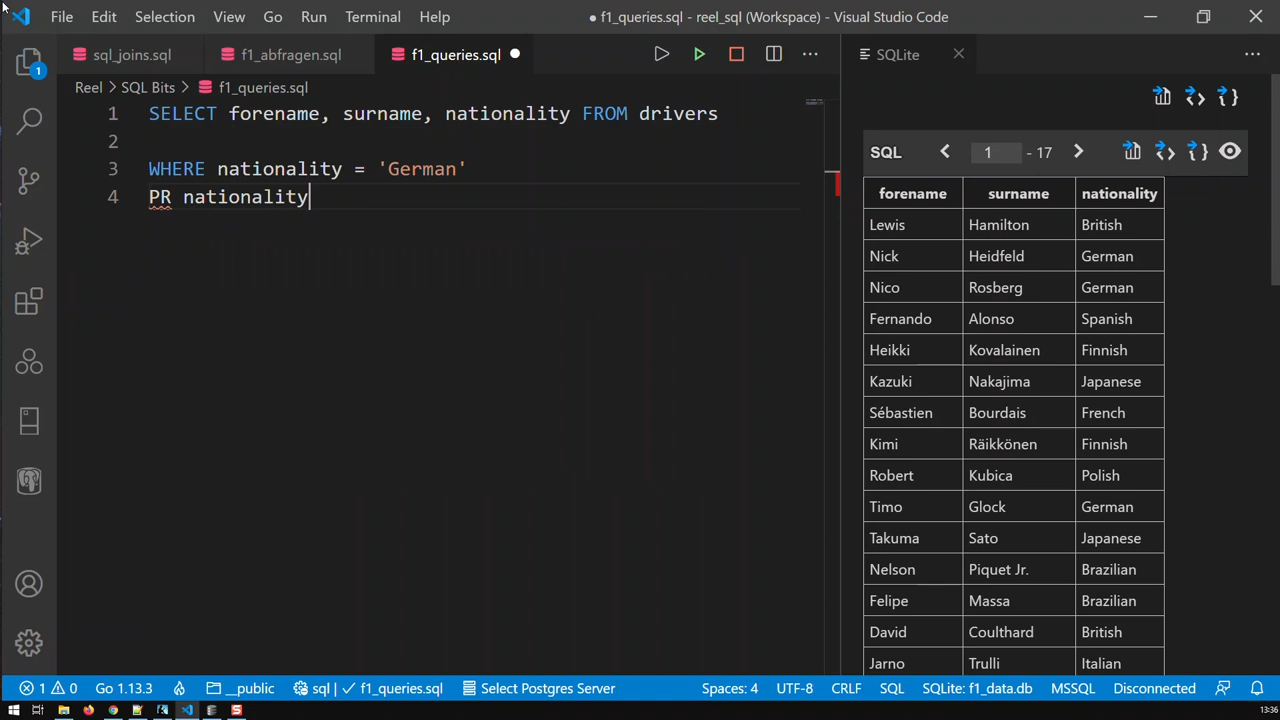 File Edit Selection View Go Run Terminal Help ● f1_queries.sql - reel_sql (Workspace) - Visual Studio Code
sql_joins.txt f1_abfragen.sql f1_queries.sql SQLite
Reel > SQL Bits > f1_queries.sql
1 SELECT forename, surname, nationality FROM drivers
2
3 WHERE nationality = 'German'
4 PR nationality
1
SQL 1 - 17
forename surname nationality
Lewis Hamilton British
Nick Heidfeld German
Nico Rosberg German
Fernando Alonso Spanish
Heikki Kovalainen Finnish
Kazuki Nakajima Japanese
Sébastien Bourdais French
Kimi Räikkönen Finnish
Robert Kubica Polish
Timo Glock German
Takuma Sato Japanese
Nelson Piquet Jr. Brazilian
Felipe Massa Brazilian
David Coulthard British
Jarno Trulli Italian
1 0 Go 1.13.3 __public sql | f1_queries.sql Select Postgres Server Spaces: 4 UTF-8 CRLF SQL SQLite: f1_data.db MSSQL Disconnected
13:36